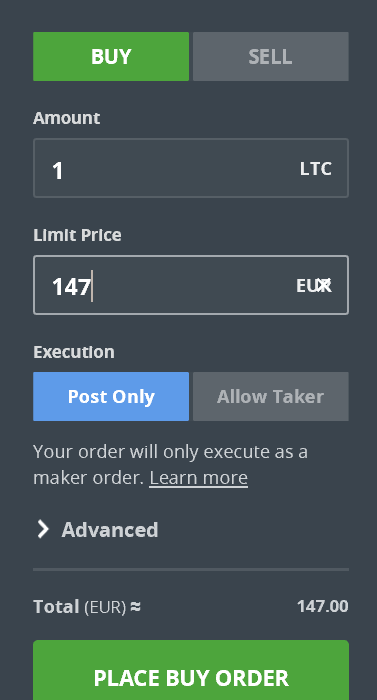 BUY SELL
Amount
1 LTC
Limit Price
147 EUR
Execution
Post Only Allow Taker
Your order will only execute as a
maker order. Learn more
Advanced
Total (EUR) ≈ 147.00
PLACE BUY ORDER